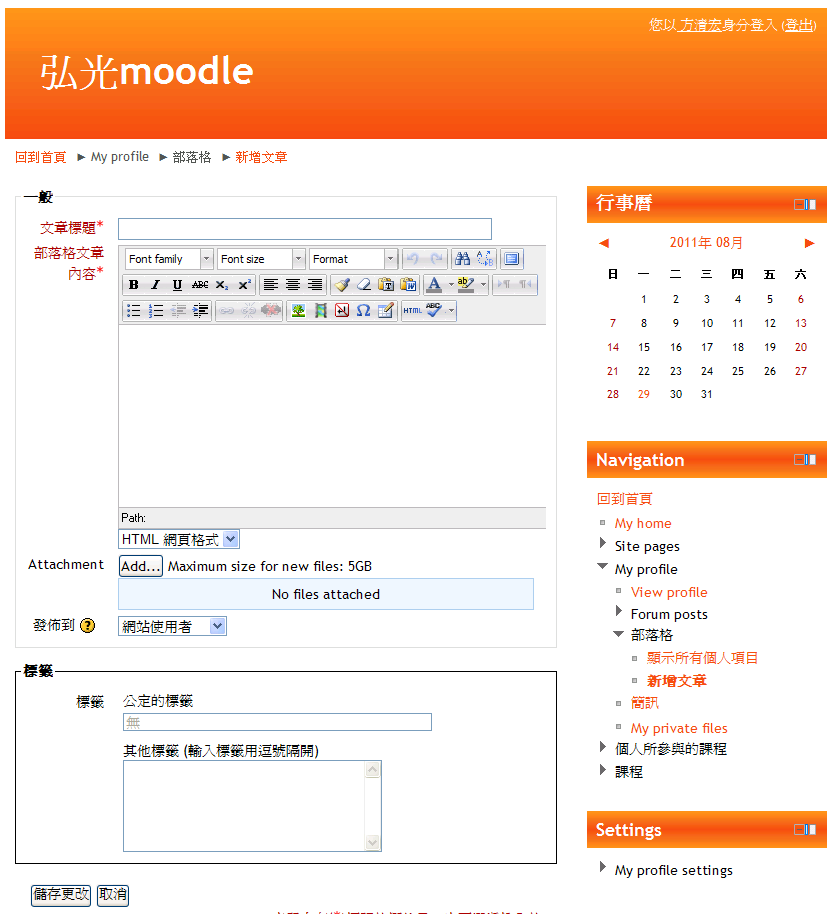 您以 方清宏身分登入 (登出)
弘光moodle
回到首頁 ► My profile ► 部落格 ► 新增文章
一般
文章標題*
部落格文章
內容*
Font family Font size Format
B I U ABC X₂ X² T W A ab
Ω HTML ABC
Path:
HTML 網頁格式
Attachment Add... Maximum size for new files: 5GB
No files attached
發佈到 ? 網站使用者
標籤
標籤 公定的標籤
無
其他標籤 (輸入標籤用逗號隔開)
儲存更改 取消
行事曆
◄ 2011年 08月 ►
日 一 二 三 四 五 六
1 2 3 4 5 6
7 8 9 10 11 12 13
14 15 16 17 18 19 20
21 22 23 24 25 26 27
28 29 30 31
Navigation
回到首頁
My home
Site pages
My profile
View profile
Forum posts
部落格
顯示所有個人項目
新增文章
簡訊
My private files
個人所參與的課程
課程
Settings
My profile settings